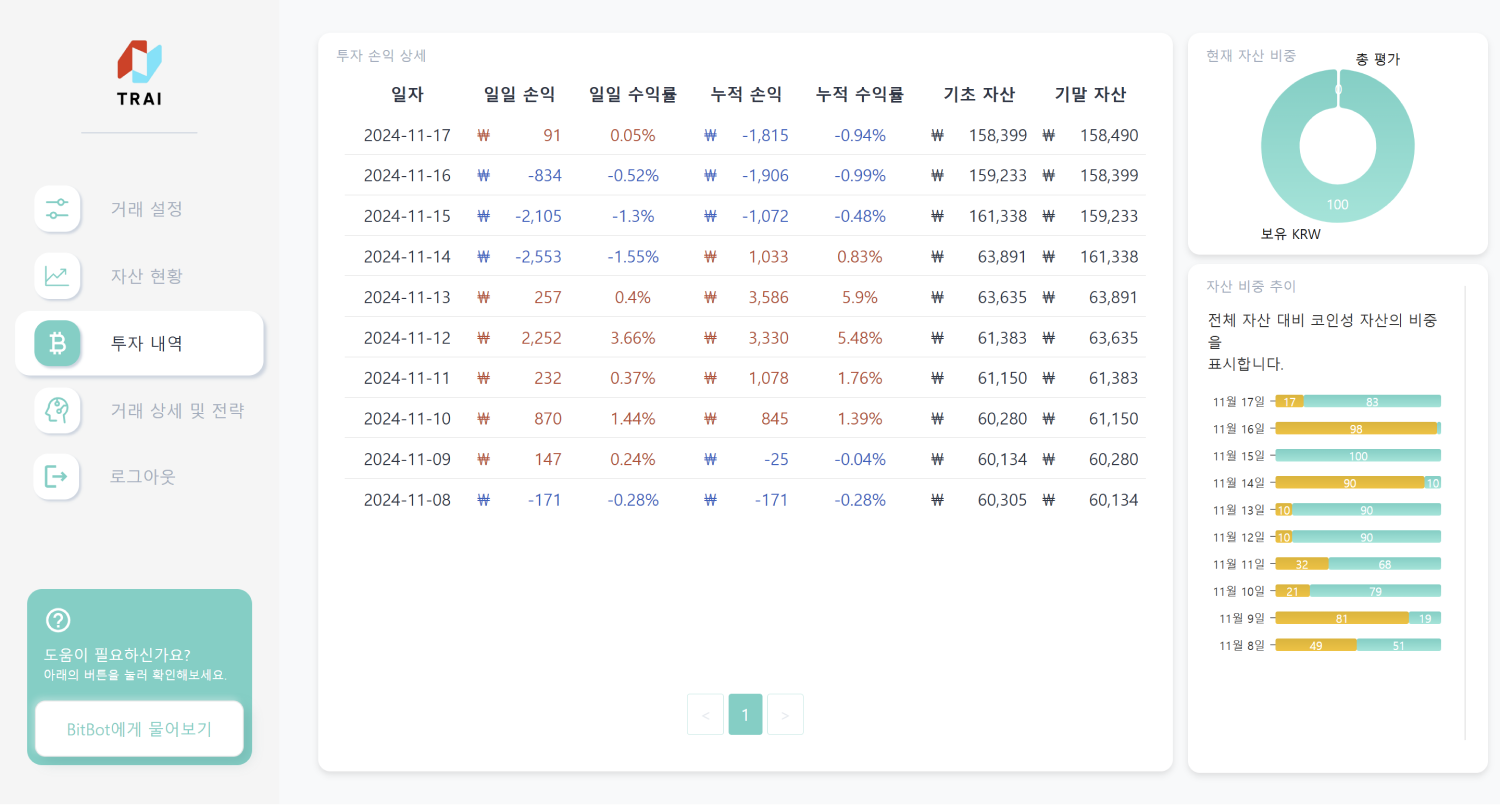 TRAI
거래 설정
자산 현황
투자 내역
거래 상세 및 전략
로그아웃
도움이 필요하신가요?
아래의 버튼을 눌러 확인해보세요.
BitBot에게 물어보기
투자 손익 상세
일자 일일 손익 일일 수익률 누적 손익 누적 수익률 기초 자산 기말 자산
2024-11-17 ₩ 91 0.05% ₩ -1,815 -0.94% ₩ 158,399 ₩ 158,490
2024-11-16 ₩ -834 -0.52% ₩ -1,906 -0.99% ₩ 159,233 ₩ 158,399
2024-11-15 ₩ -2,105 -1.3% ₩ -1,072 -0.48% ₩ 161,338 ₩ 159,233
2024-11-14 ₩ -2,553 -1.55% ₩ 1,033 0.83% ₩ 63,891 ₩ 161,338
2024-11-13 ₩ 257 0.4% ₩ 3,586 5.9% ₩ 63,635 ₩ 63,891
2024-11-12 ₩ 2,252 3.66% ₩ 3,330 5.48% ₩ 61,383 ₩ 63,635
2024-11-11 ₩ 232 0.37% ₩ 1,078 1.76% ₩ 61,150 ₩ 61,383
2024-11-10 ₩ 870 1.44% ₩ 845 1.39% ₩ 60,280 ₩ 61,150
2024-11-09 ₩ 147 0.24% ₩ -25 -0.04% ₩ 60,134 ₩ 60,280
2024-11-08 ₩ -171 -0.28% ₩ -171 -0.28% ₩ 60,305 ₩ 60,134
< 1 >
현재 자산 비중
총 평가
0
100
보유 KRW
자산 비중 추이
전체 자산 대비 코인성 자산의 비중
을
표시합니다.
11월 17일 17 83
11월 16일 98
11월 15일 100
11월 14일 90 10
11월 13일 10 90
11월 12일 10 90
11월 11일 32 68
11월 10일 21 79
11월 9일 81 19
11월 8일 49 51